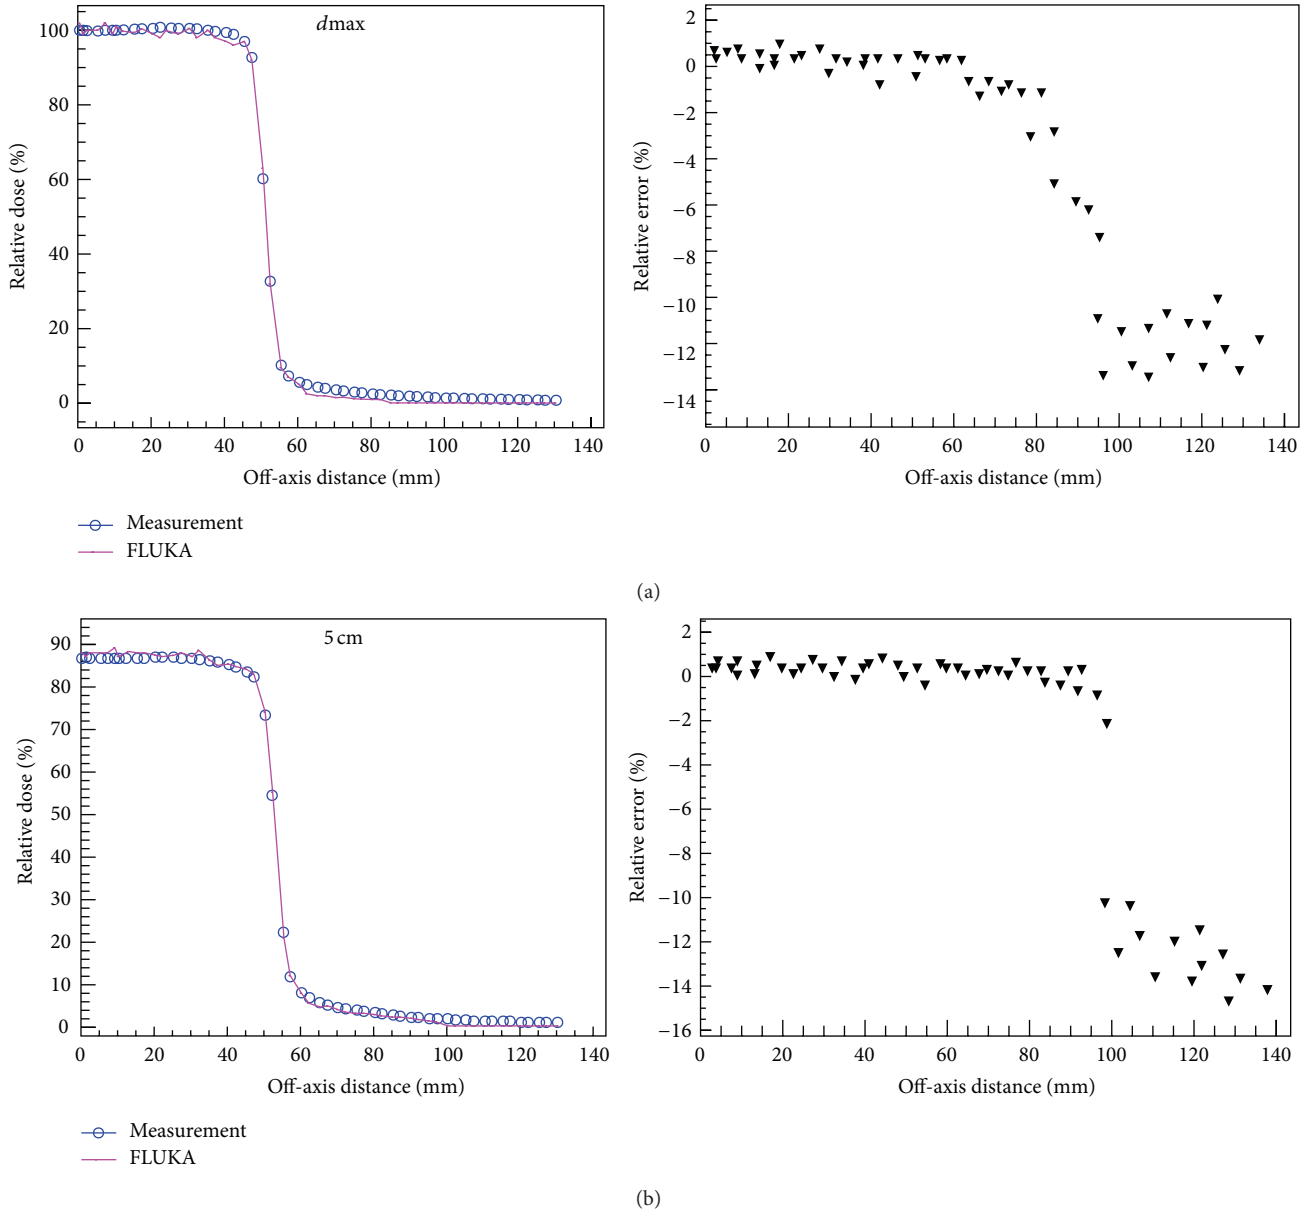 dmax
Relative dose (%)
100
80
60
40
20
0
0 20 40 60 80 100 120 140
Off-axis distance (mm)
Measurement
FLUKA
Relative error (%)
2
0
−2
−4
−6
−8
−10
−12
−14
0 20 40 60 80 100 120 140
Off-axis distance (mm)
(a)
5 cm
Relative dose (%)
90
80
70
60
50
40
30
20
10
0
0 20 40 60 80 100 120 140
Off-axis distance (mm)
Measurement
FLUKA
Relative error (%)
2
0
−2
−4
−6
−8
−10
−12
−14
−16
0 20 40 60 80 100 120 140
Off-axis distance (mm)
(b)